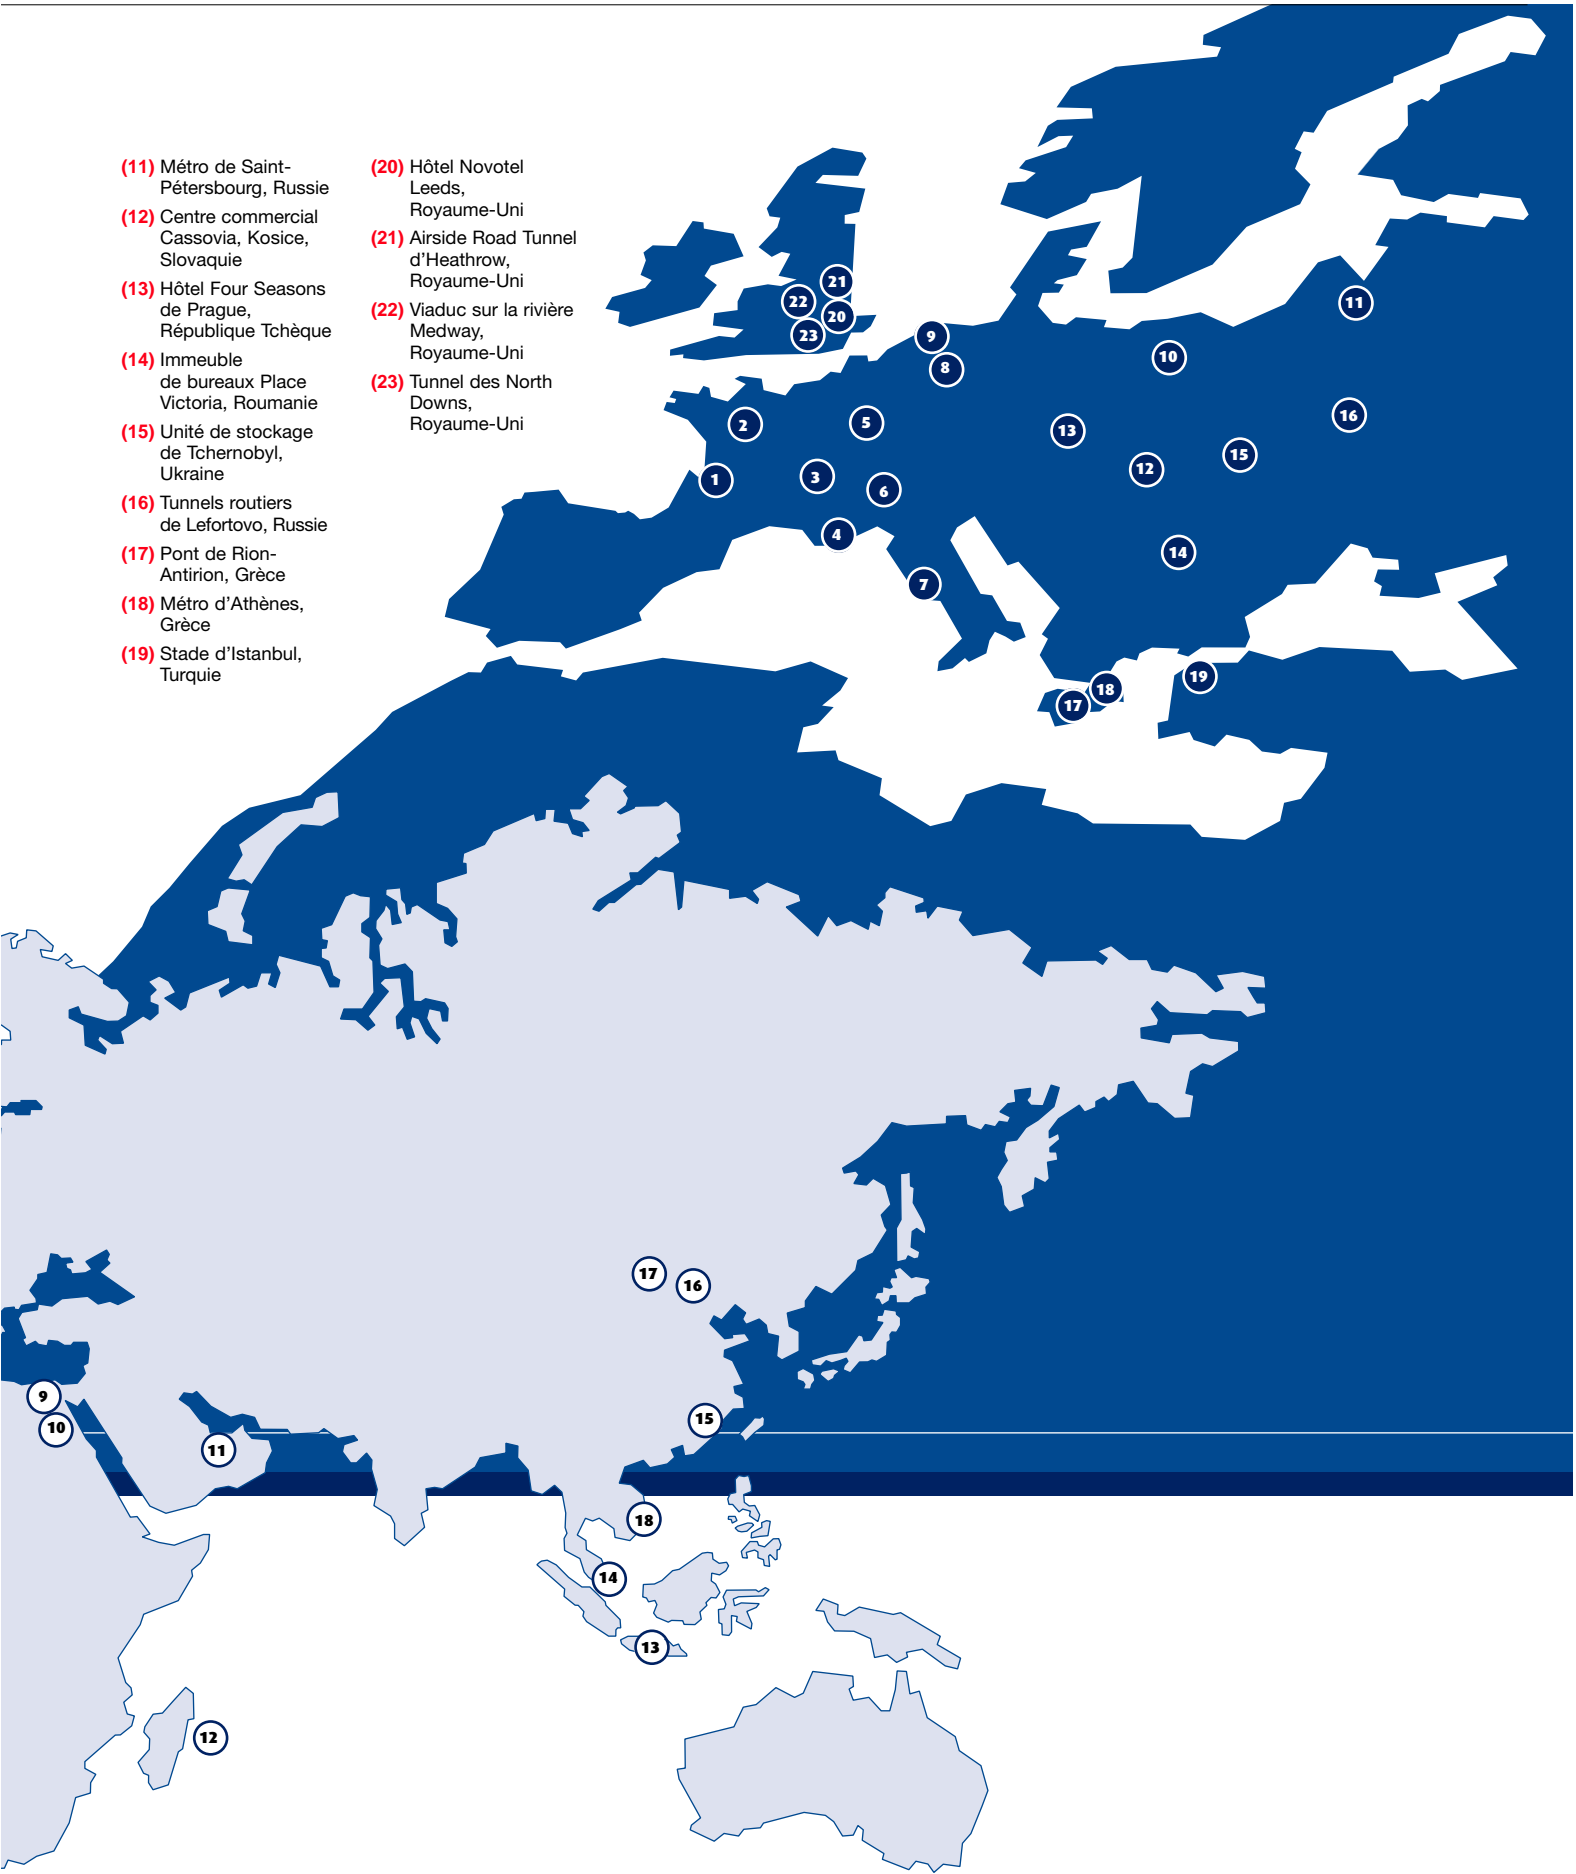 (11) Métro de Saint-
Pétersbourg, Russie
(12) Centre commercial
Cassovia, Kosice,
Slovaquie
(13) Hôtel Four Seasons
de Prague,
République Tchèque
(14) Immeuble
de bureaux Place
Victoria, Roumanie
(15) Unité de stockage
de Tchernobyl,
Ukraine
(16) Tunnels routiers
de Lefortovo, Russie
(17) Pont de Rion-
Antirion, Grèce
(18) Métro d'Athènes,
Grèce
(19) Stade d'Istanbul,
Turquie
(20) Hôtel Novotel
Leeds,
Royaume-Uni
(21) Airside Road Tunnel
d'Heathrow,
Royaume-Uni
(22) Viaduc sur la rivière
Medway,
Royaume-Uni
(23) Tunnel des North
Downs,
Royaume-Uni
21
22
20
23
11
9
8
10
16
2
5
13
15
12
3
1
6
4
14
7
19
18
17
17
16
9
15
10
11
18
14
13
12